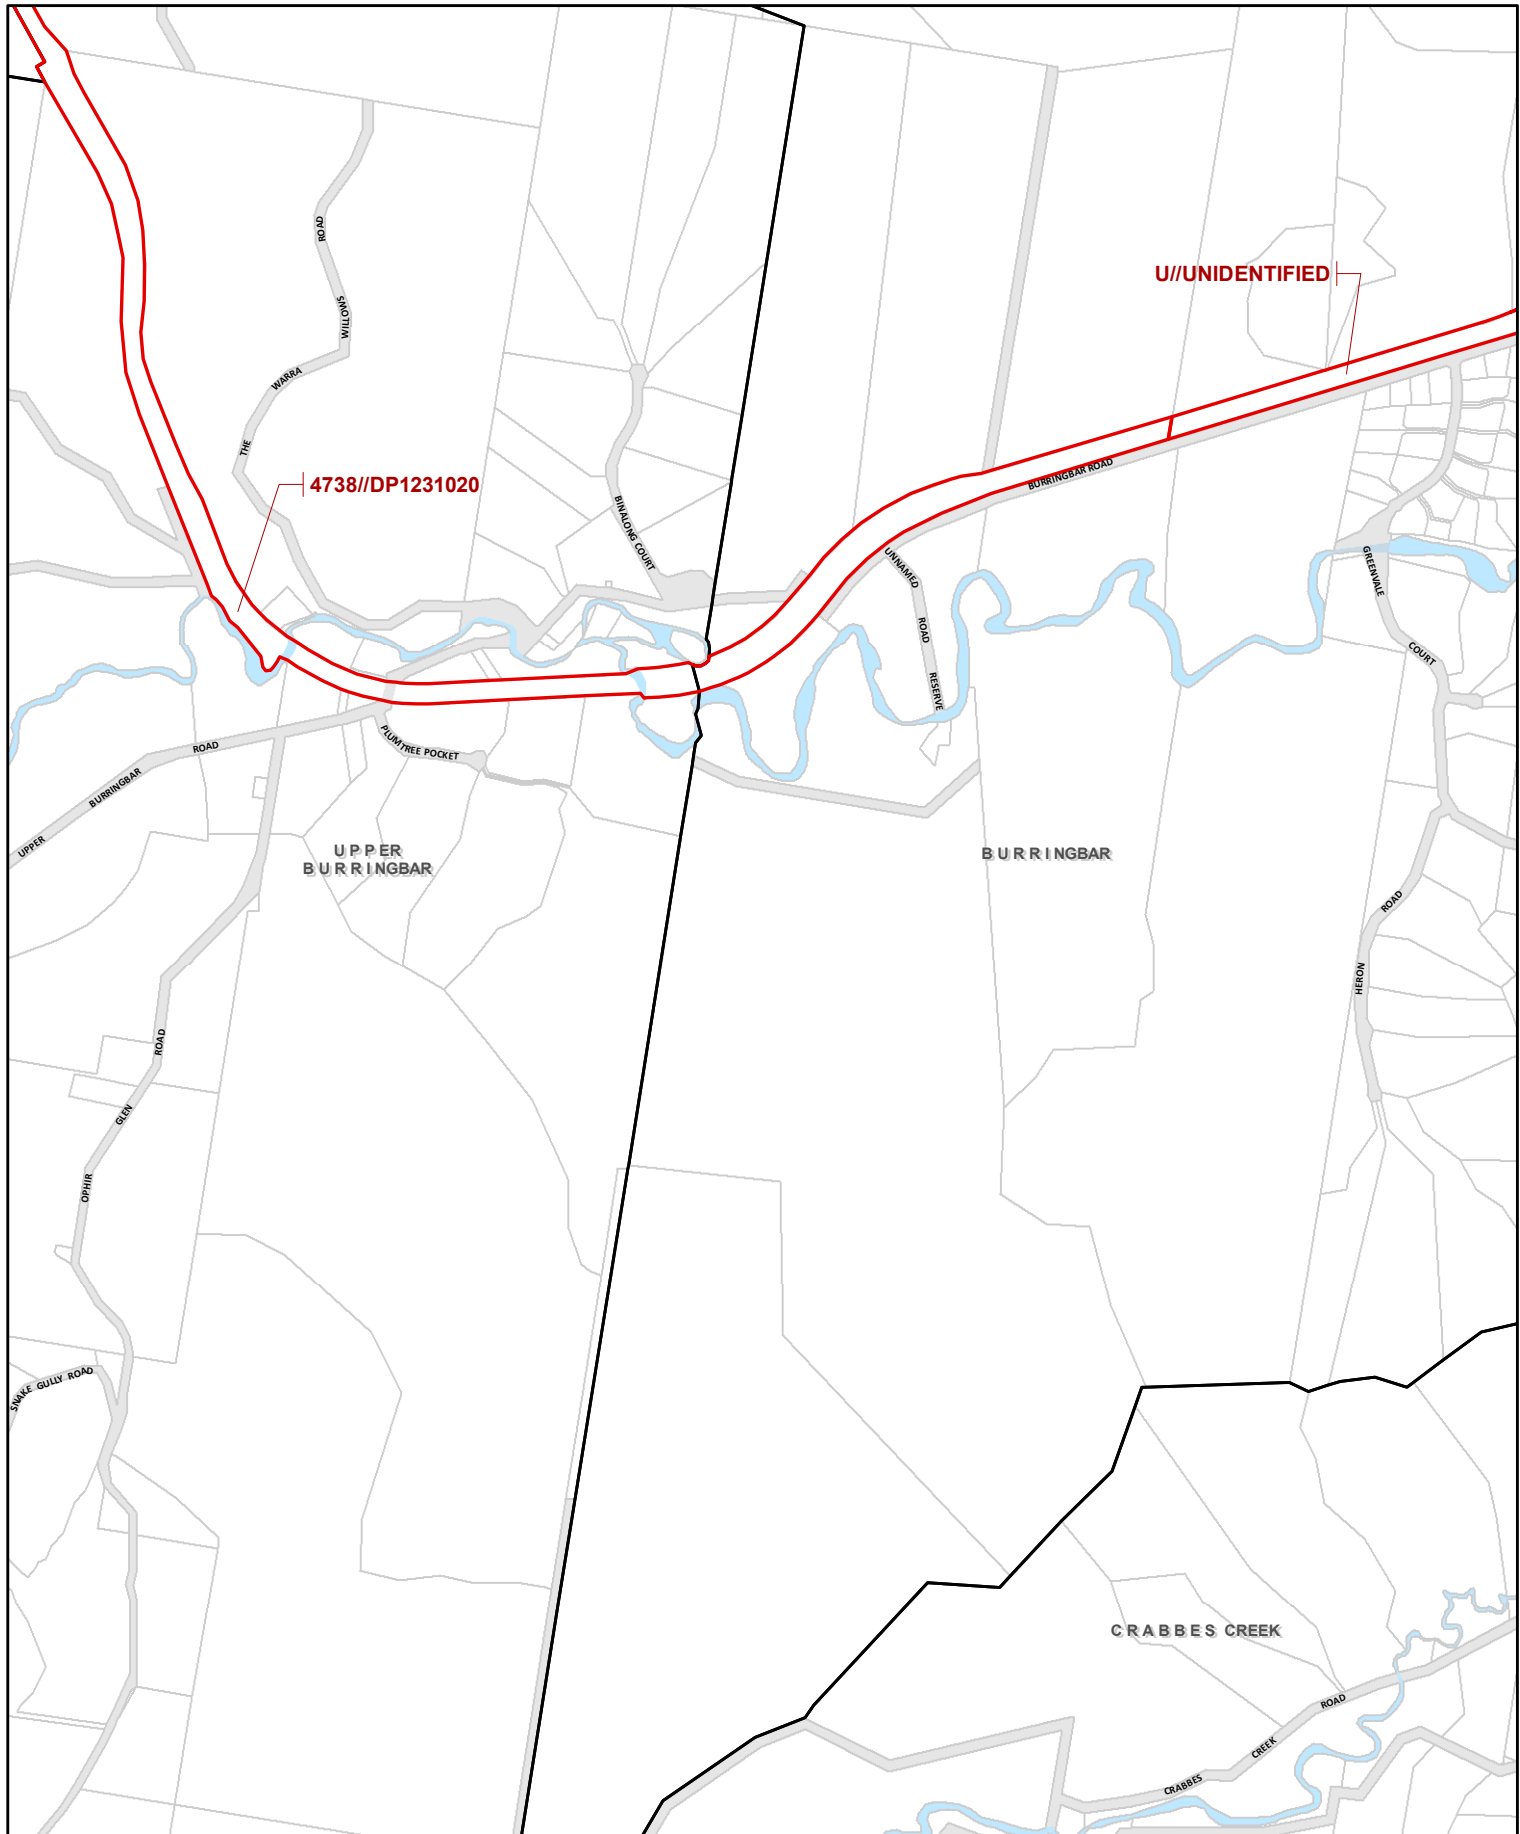 ROAD
WILLOWS
WARRA
THE
U//UNIDENTIFIED
4738//DP1231020
BURRINGBAR ROAD
BINALONG COURT
UNNAMED
ROAD
RESERVE
GREENVALE
COURT
PLUMTREE POCKET
ROAD
BURRINGBAR
UPPER
UPPER
BURRINGBAR
BURRINGBAR
ROAD
HERON
ROAD
GLEN
OPHIR
SNAKE GULLY ROAD
CRABBES CREEK
ROAD
CREEK
CRABBES